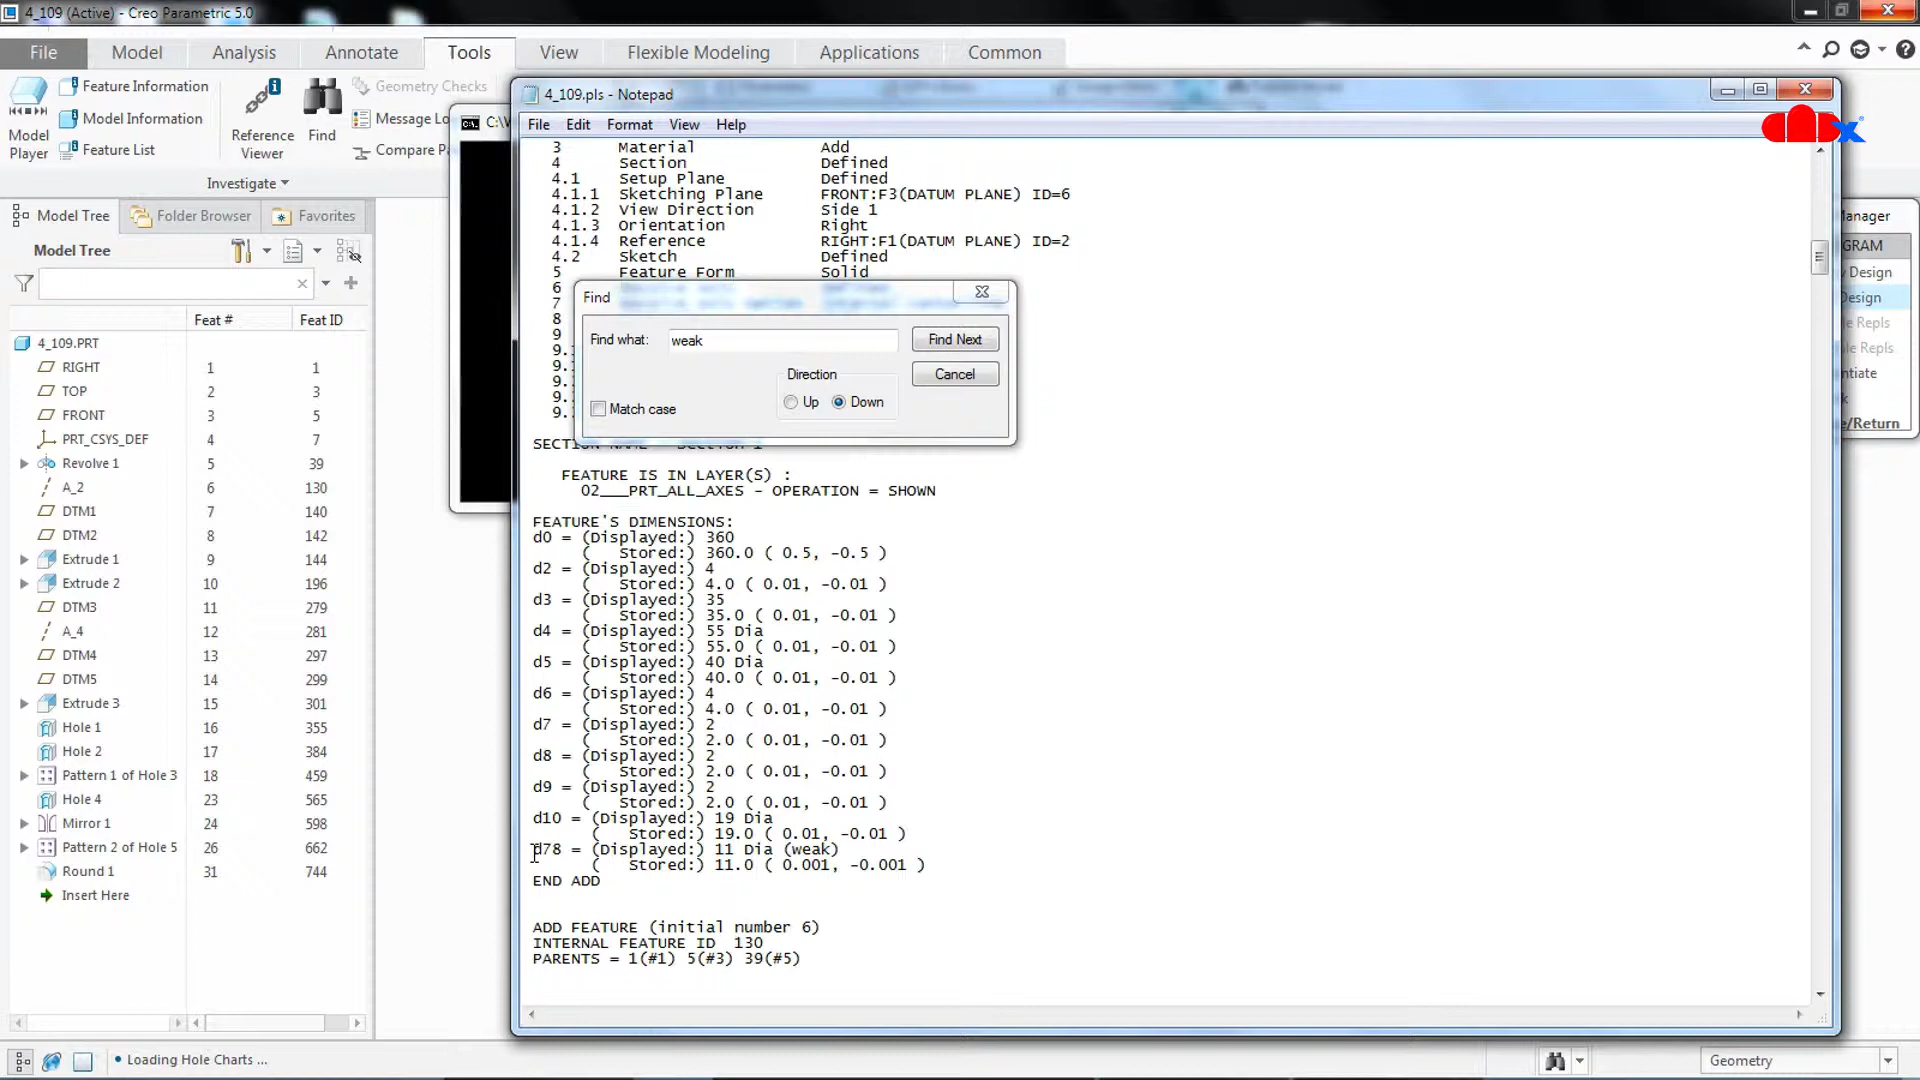 4_109 (Active) - Creo Parametric 5.0
File Model Analysis Annotate Tools View Flexible Modeling Applications Common
Model Player
Feature Information
Model Information
Feature List
Reference Viewer
Find
Geometry Checks
Message Lo
Compare P
Investigate
Model Tree Folder Browser Favorites
Model Tree
Feat # Feat ID
4_109.PRT
RIGHT 1 1
TOP 2 3
FRONT 3 5
PRT_CSYS_DEF 4 7
Revolve 1 5 39
A_2 6 130
DTM1 7 140
DTM2 8 142
Extrude 1 9 144
Extrude 2 10 196
DTM3 11 279
A_4 12 281
DTM4 13 297
DTM5 14 299
Extrude 3 15 301
Hole 1 16 355
Hole 2 17 384
Pattern 1 of Hole 3 18 459
Hole 4 23 565
Mirror 1 24 598
Pattern 2 of Hole 5 26 662
Round 1 31 744
Insert Here
C:\
4_109.pls - Notepad
File Edit Format View Help
3 Material Add
4 Section Defined
4.1 Setup Plane Defined
4.1.1 Sketching Plane FRONT:F3(DATUM PLANE) ID=6
4.1.2 View Direction Side 1
4.1.3 Orientation Right
4.1.4 Reference RIGHT:F1(DATUM PLANE) ID=2
4.2 Sketch Defined
5 Feature Form Solid
6
7
8
9
9.
9.
9.
9.
9.
Find
Find what: weak
Find Next
Cancel
Direction
Up Down
Match case
FEATURE IS IN LAYER(S) :
02___PRT_ALL_AXES - OPERATION = SHOWN
FEATURE'S DIMENSIONS:
d0 = (Displayed:) 360
( Stored:) 360.0 ( 0.5, -0.5 )
d2 = (Displayed:) 4
( Stored:) 4.0 ( 0.01, -0.01 )
d3 = (Displayed:) 35
( Stored:) 35.0 ( 0.01, -0.01 )
d4 = (Displayed:) 55 Dia
( Stored:) 55.0 ( 0.01, -0.01 )
d5 = (Displayed:) 40 Dia
( Stored:) 40.0 ( 0.01, -0.01 )
d6 = (Displayed:) 4
( Stored:) 4.0 ( 0.01, -0.01 )
d7 = (Displayed:) 2
( Stored:) 2.0 ( 0.01, -0.01 )
d8 = (Displayed:) 2
( Stored:) 2.0 ( 0.01, -0.01 )
d9 = (Displayed:) 2
( Stored:) 2.0 ( 0.01, -0.01 )
d10 = (Displayed:) 19 Dia
( Stored:) 19.0 ( 0.01, -0.01 )
d78 = (Displayed:) 11 Dia (weak)
( Stored:) 11.0 ( 0.001, -0.001 )
END ADD
ADD FEATURE (initial number 6)
INTERNAL FEATURE ID 130
PARENTS = 1(#1) 5(#3) 39(#5)
Manager
GRAM
Design
Design
Repls
Repls
ntiate
k
e/Return
Loading Hole Charts ...
Geometry